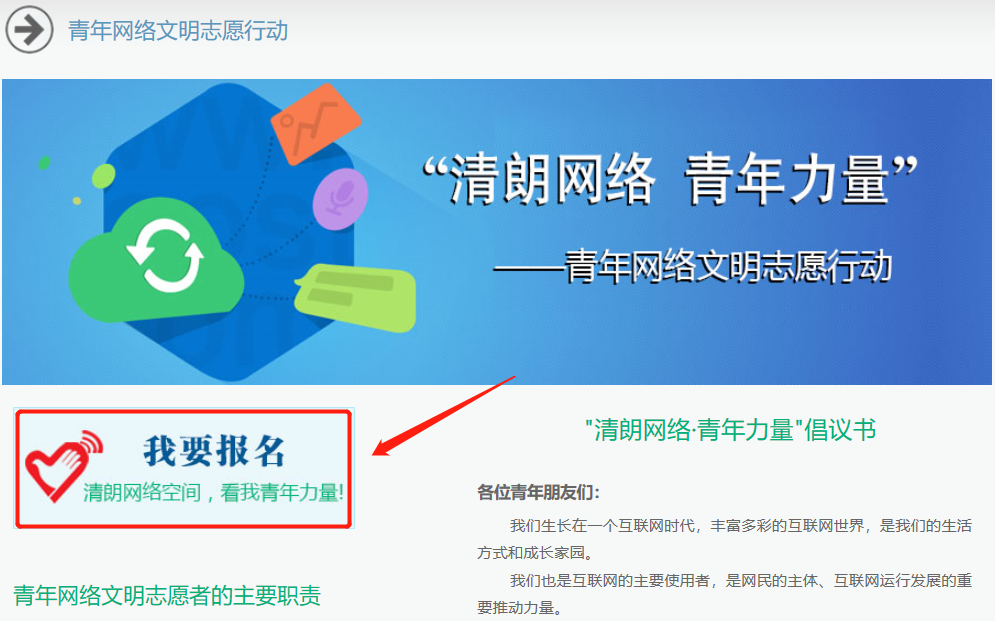 青年网络文明志愿行动
“清朗网络 青年力量”
——青年网络文明志愿行动
我要报名
清朗网络空间，看我青年力量!
青年网络文明志愿者的主要职责
"清朗网络·青年力量"倡议书
各位青年朋友们：
我们生长在一个互联网时代，丰富多彩的互联网世界，是我们的生活
方式和成长家园。
我们也是互联网的主要使用者，是网民的主体、互联网运行发展的重
要推动力量。